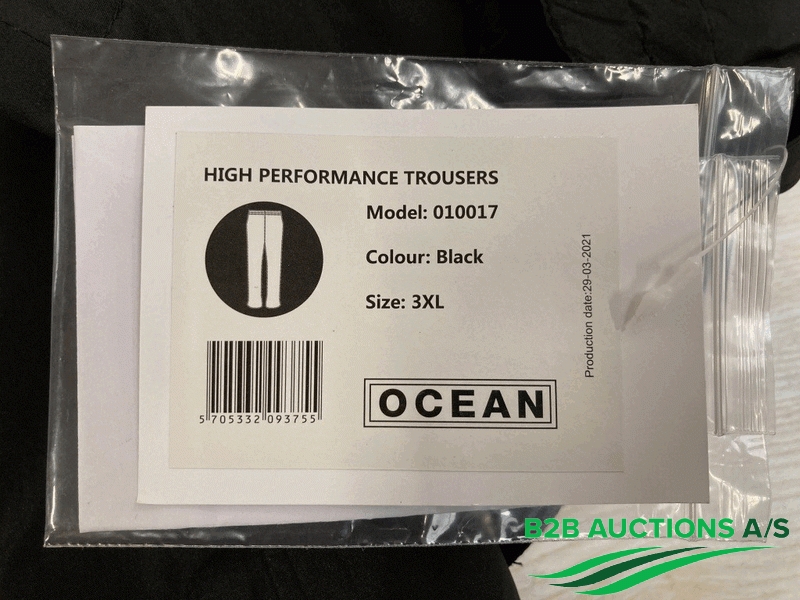 HIGH PERFORMANCE TROUSERS
Model: 010017
Colour: Black
Size: 3XL
Production date:29-03-2021
5 705332 093755
OCEAN
B2B AUCTIONS A/S